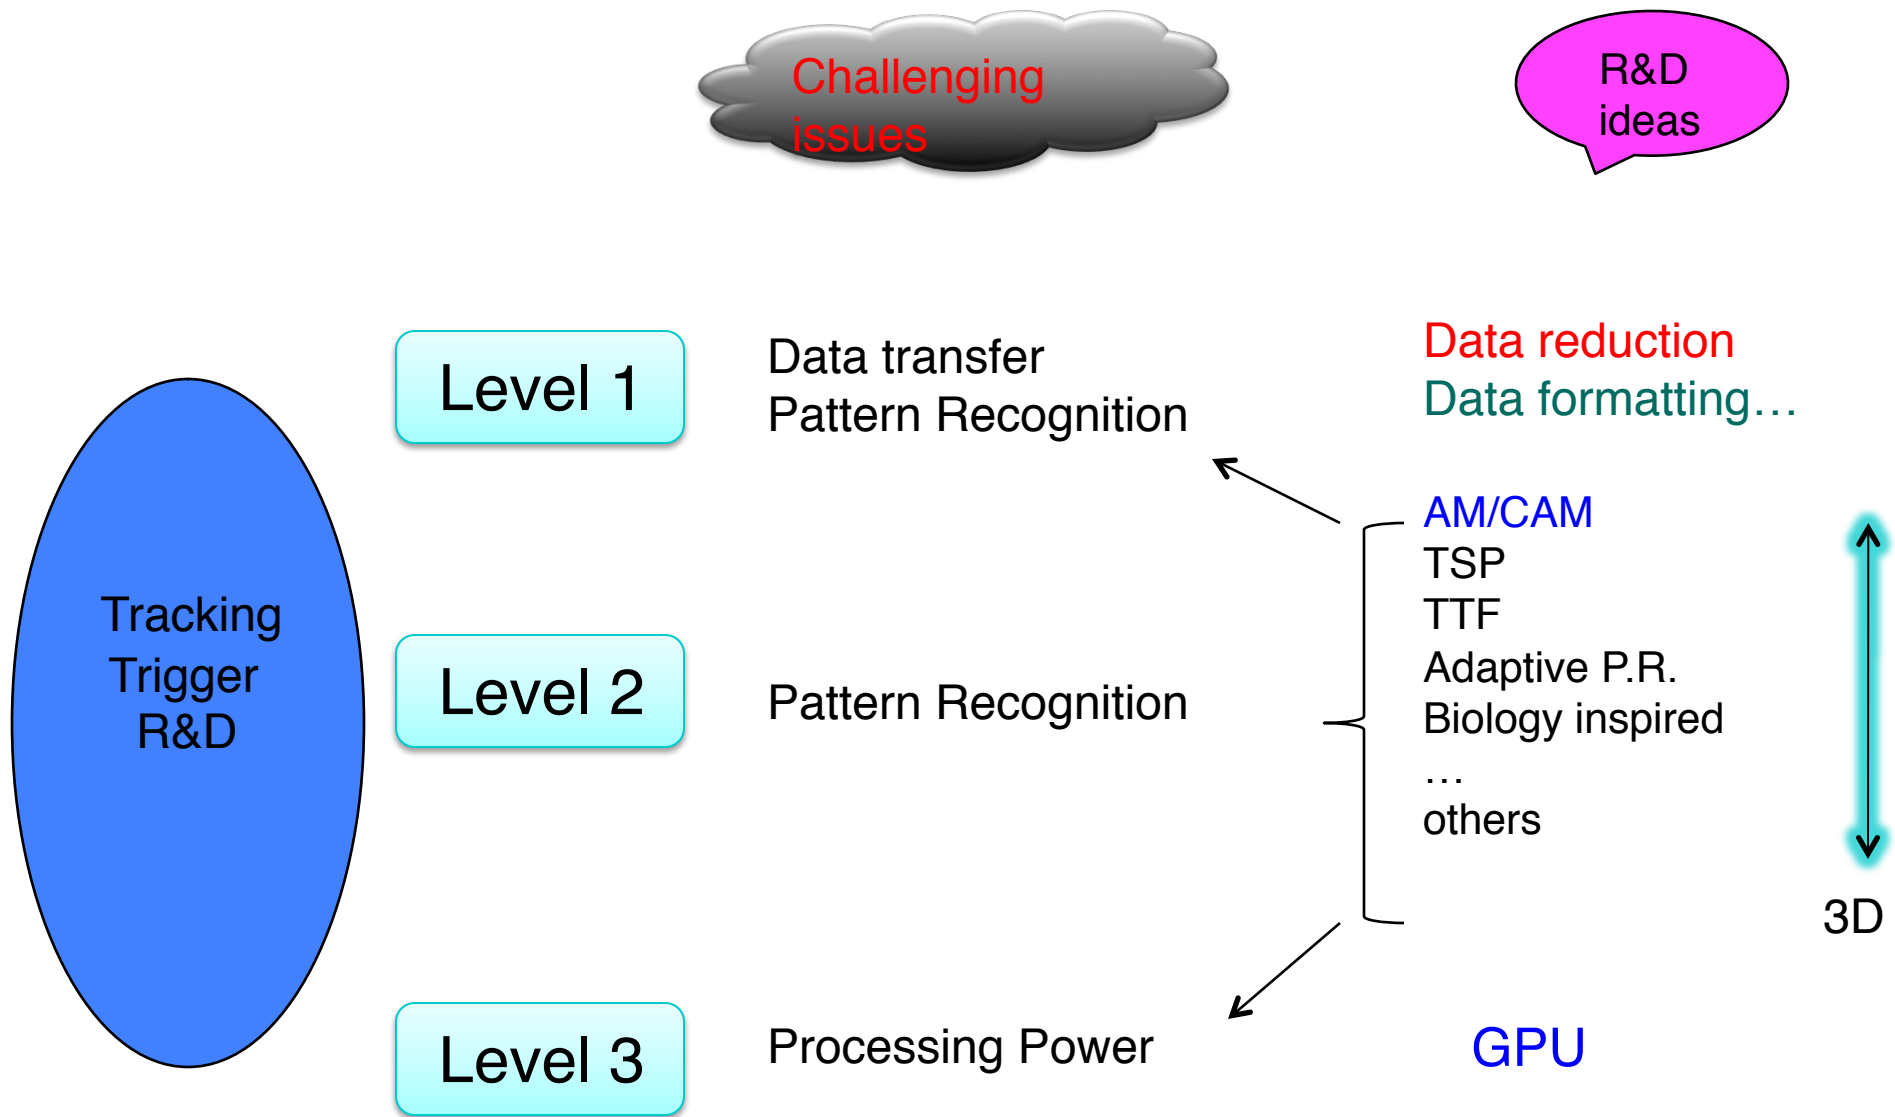 Challenging
issues
R&D
ideas
Tracking
Trigger
R&D
Level 1
Data transfer
Pattern Recognition
Data reduction
Data formatting…
Level 2
Pattern Recognition
AM/CAM
TSP
TTF
Adaptive P.R.
Biology inspired
…
others
3D
Level 3
Processing Power
GPU